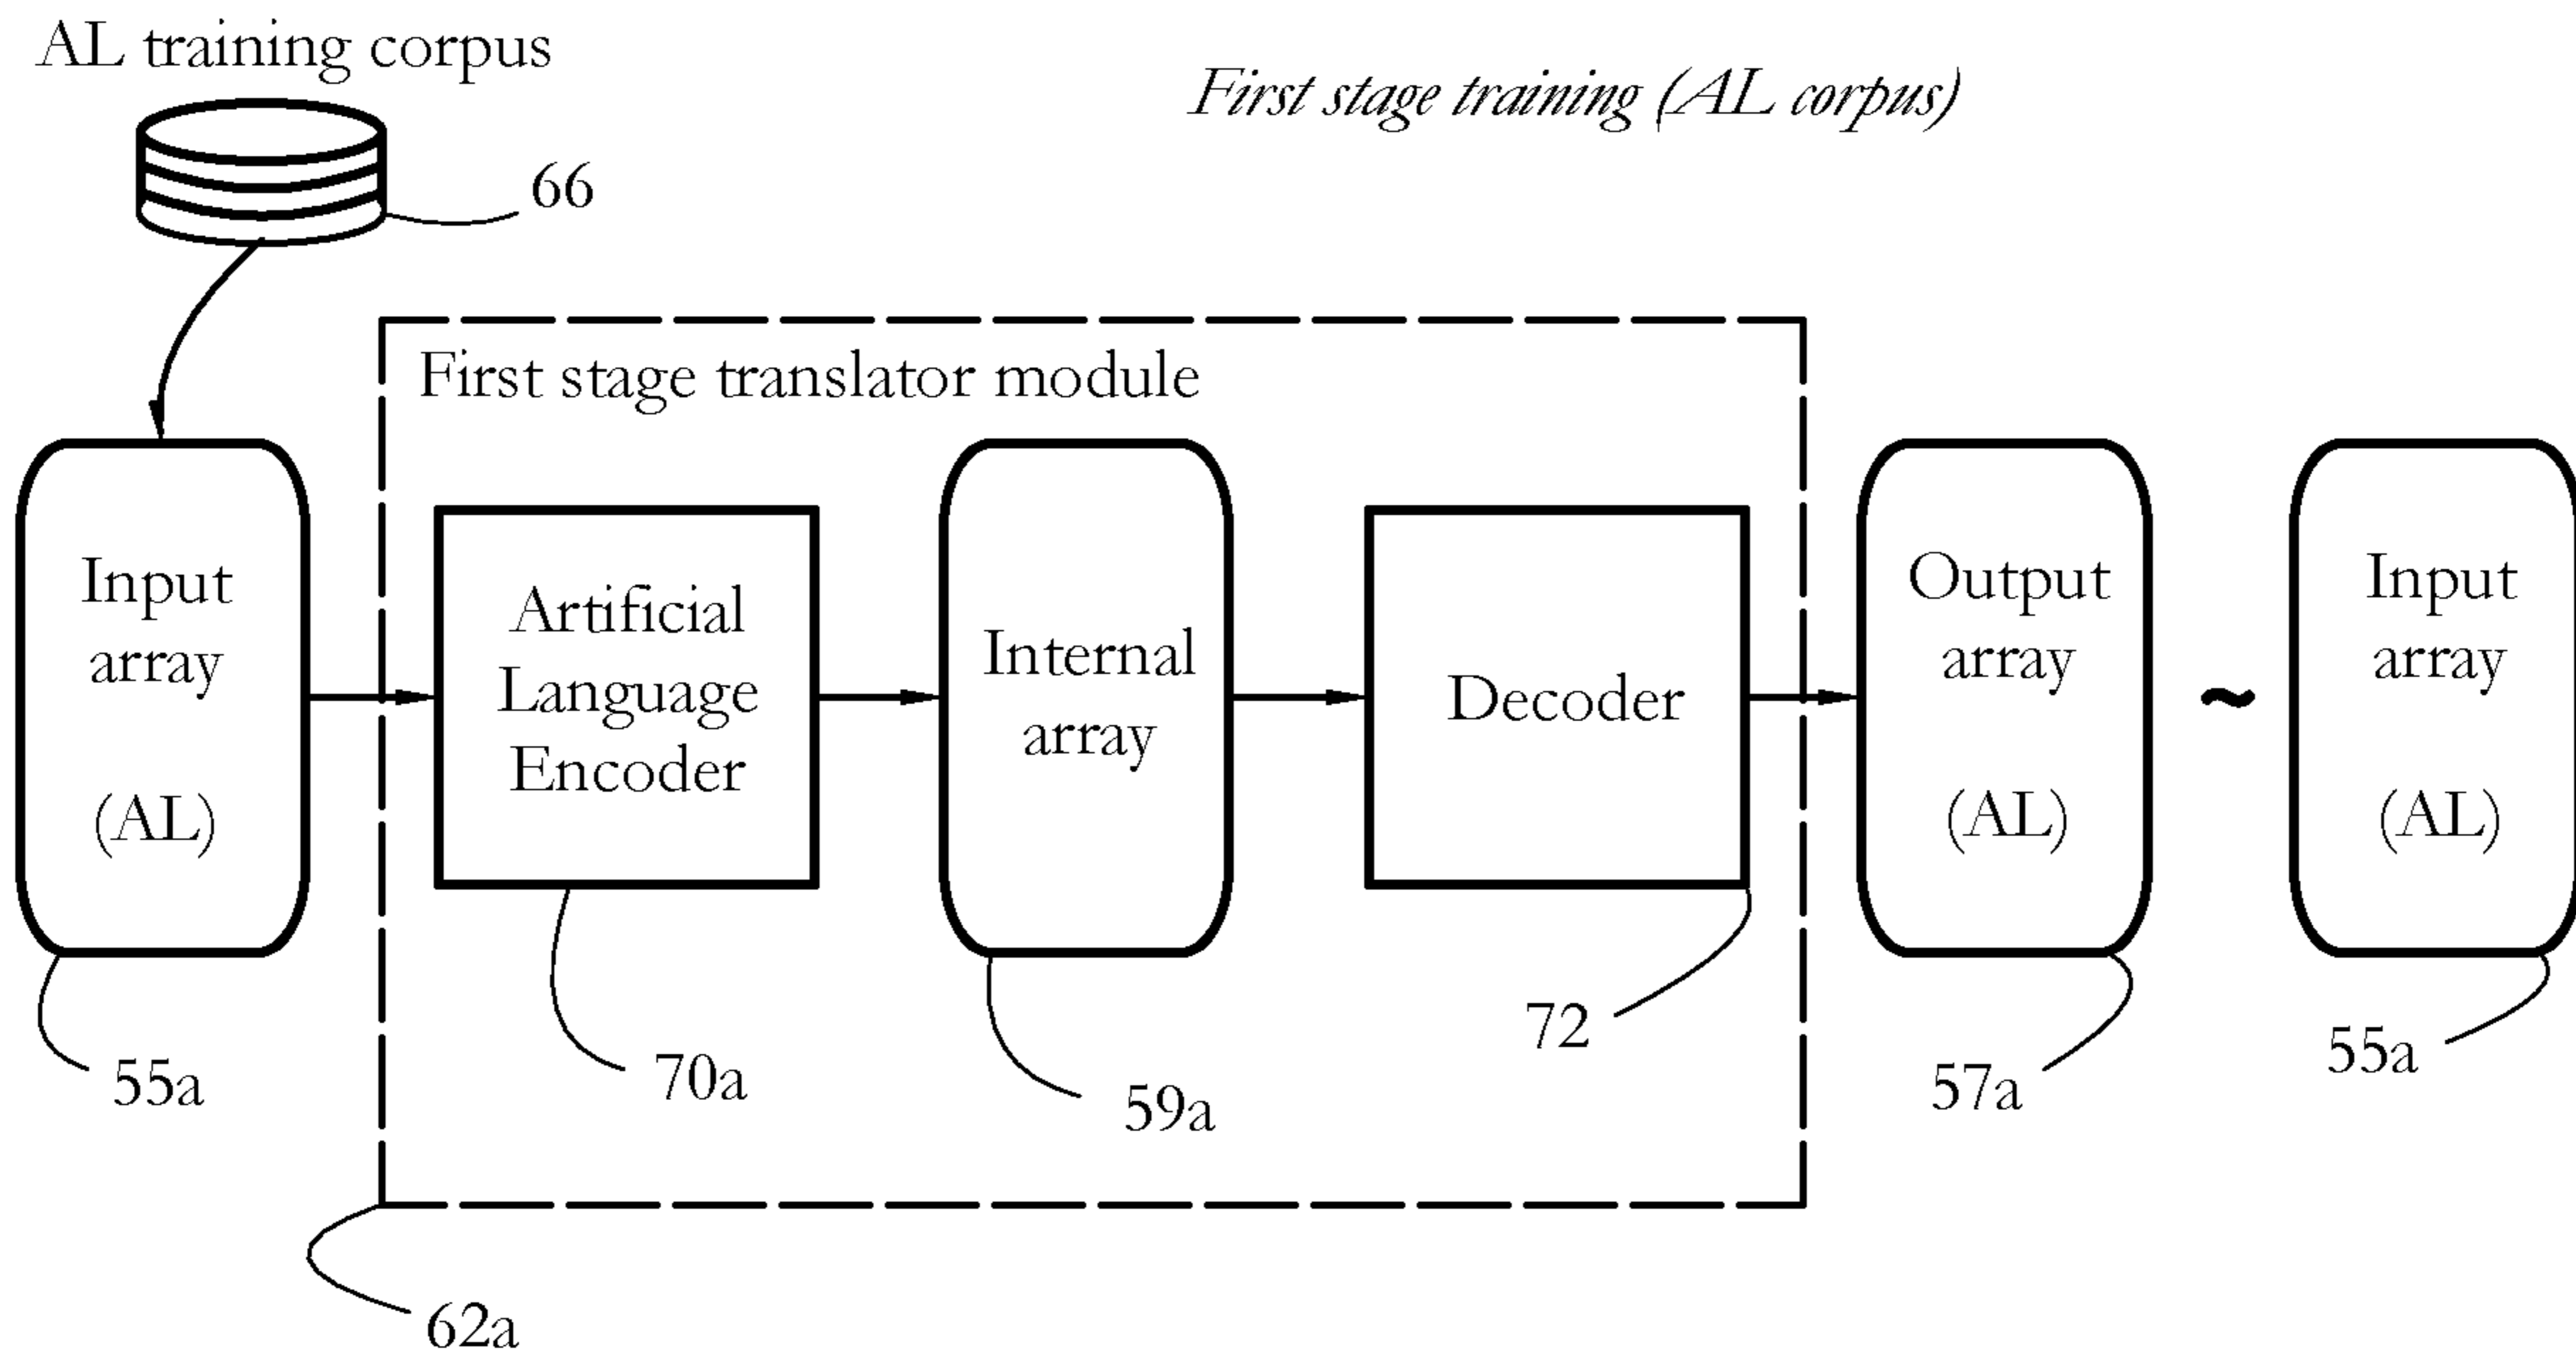 AL training corpus
First stage training (AL corpus)
66
First stage translator module
Input
array
(AL)
Artificial
Language
Encoder
Internal
array
Decoder
Output
array
(AL)
~
Input
array
(AL)
55a
70a
59a
72
57a
55a
62a